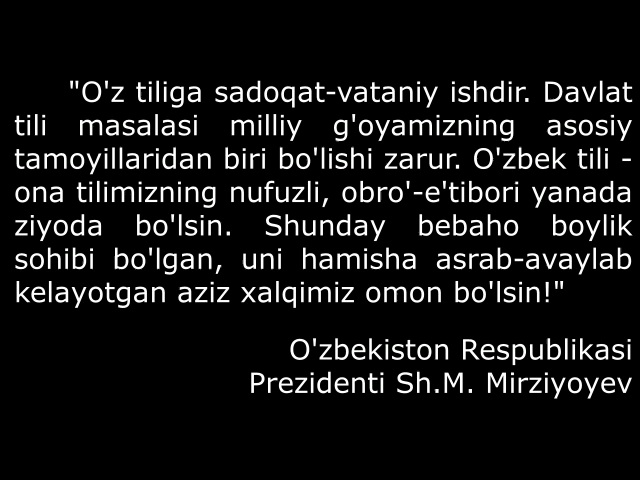 "O'z tiliga sadoqat-vataniy ishdir. Davlat
tili masalasi milliy g'oyamizning asosiy
tamoyillaridan biri bo'lishi zarur. O'zbek tili -
ona tilimizning nufuzli, obro'-e'tibori yanada
ziyoda bo'lsin. Shunday bebaho boylik
sohibi bo'lgan, uni hamisha asrab-avaylab
kelayotgan aziz xalqimiz omon bo'lsin!"
O'zbekiston Respublikasi
Prezidenti Sh.M. Mirziyoyev